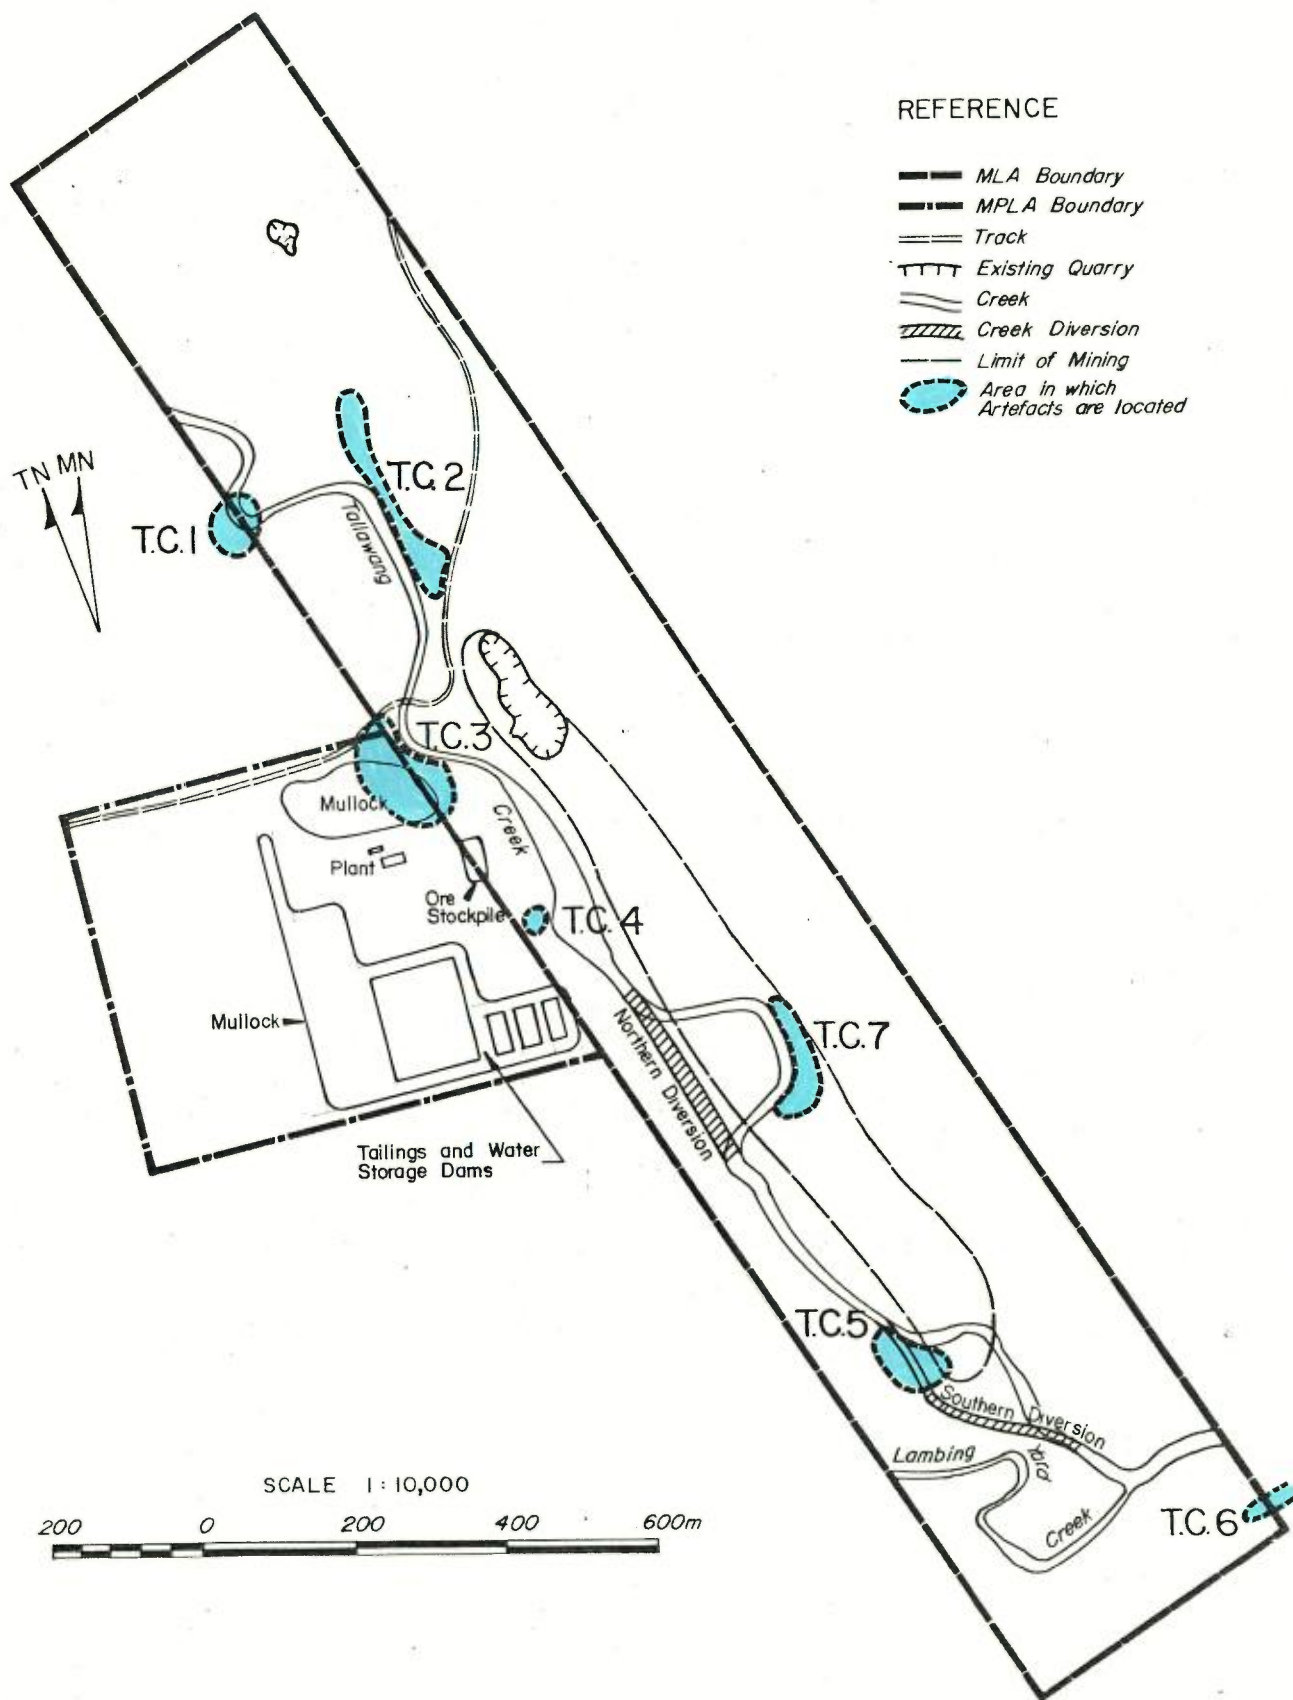 REFERENCE
MLA Boundary
MPLA Boundary
Track
Existing Quarry
Creek
Creek Diversion
Limit of Mining
Area in which
Artefacts are located
TN MN
T.C.1
T.C.2
Tallawang
T.C.3
Mullock
Creek
Plant
Ore
Stockpile
T.C.4
Mullock
Northern Diversion
T.C.7
Tailings and Water
Storage Dams
T.C.5
Southern Diversion
Lambing
Yard
Creek
T.C.6
SCALE 1:10,000
200 0 200 400 600m